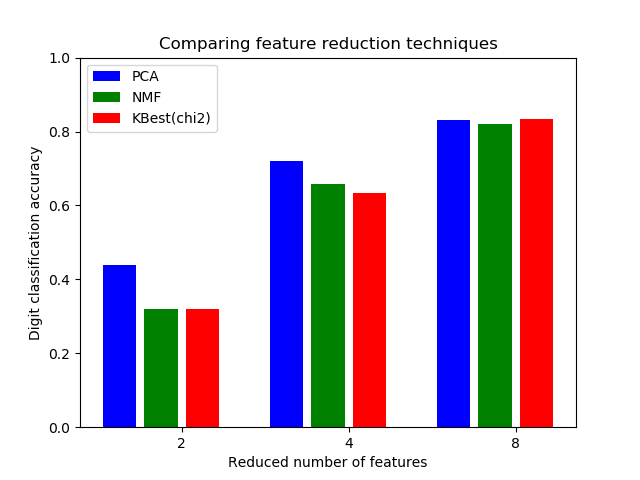 Comparing feature reduction techniques
1.0
0.8
0.6
0.4
0.2
0.0
Digit classification accuracy
PCA
NMF
KBest(chi2)
2 4 8
Reduced number of features